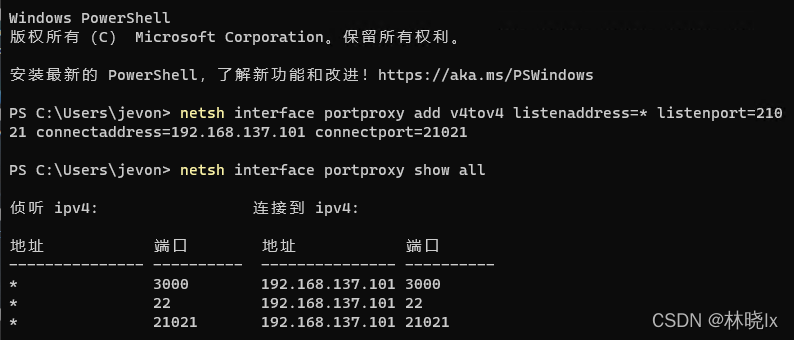 Windows PowerShell
版权所有 (C)  Microsoft Corporation。保留所有权利。
安装最新的 PowerShell，了解新功能和改进！https://aka.ms/PSWindows
PS C:\Users\jevon> netsh interface portproxy add v4tov4 listenaddress=* listenport=210
21 connectaddress=192.168.137.101 connectport=21021
PS C:\Users\jevon> netsh interface portproxy show all
侦听 ipv4:                 连接到 ipv4:
地址            端口        地址            端口
--------------- ----------  --------------- ----------
*               3000        192.168.137.101 3000
*               22          192.168.137.101 22
*               21021       192.168.137.101 21021
CSDN @林晓lx